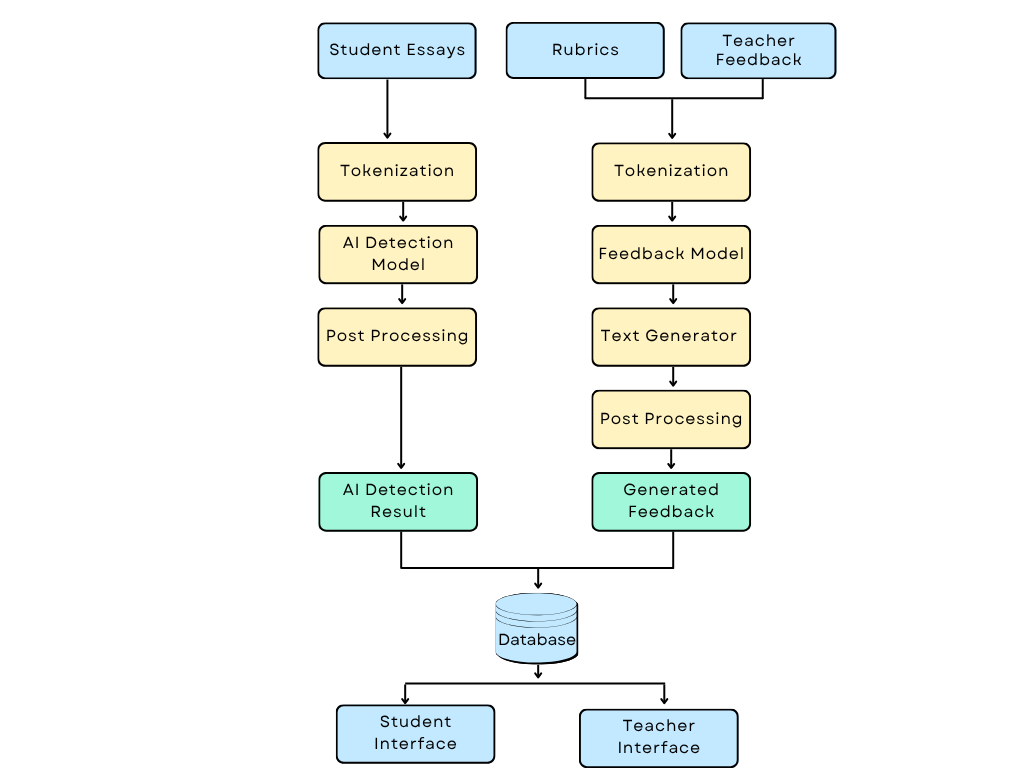 Student Essays
Rubrics
Teacher
Feedback
Tokenization
Tokenization
AI Detection
Model
Feedback Model
Post Processing
Text Generator
Post Processing
AI Detection
Result
Generated
Feedback
Database
Student
Interface
Teacher
Interface